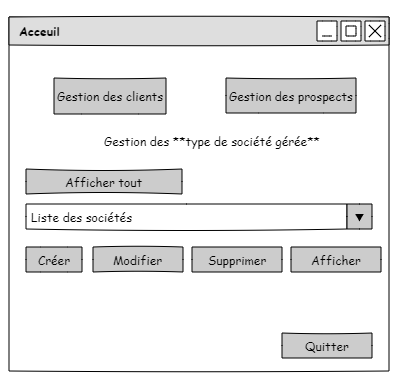 Acceuil
Gestion des clients
Gestion des prospects
Gestion des **type de société gérée**
Afficher tout
Liste des sociétés
Créer
Modifier
Supprimer
Afficher
Quitter